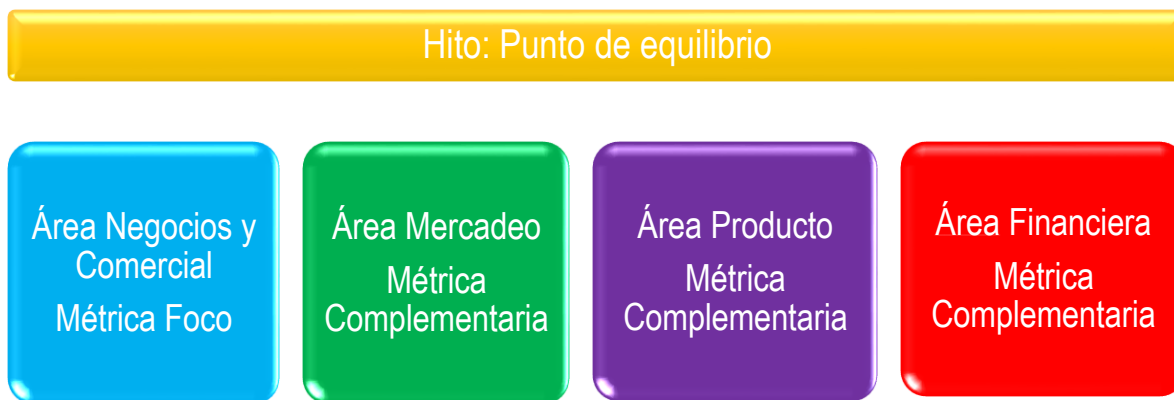 Hito: Punto de equilibrio
Área Negocios y
Comercial
Métrica Foco
Área Mercadeo
Métrica
Complementaria
Área Producto
Métrica
Complementaria
Área Financiera
Métrica
Complementaria